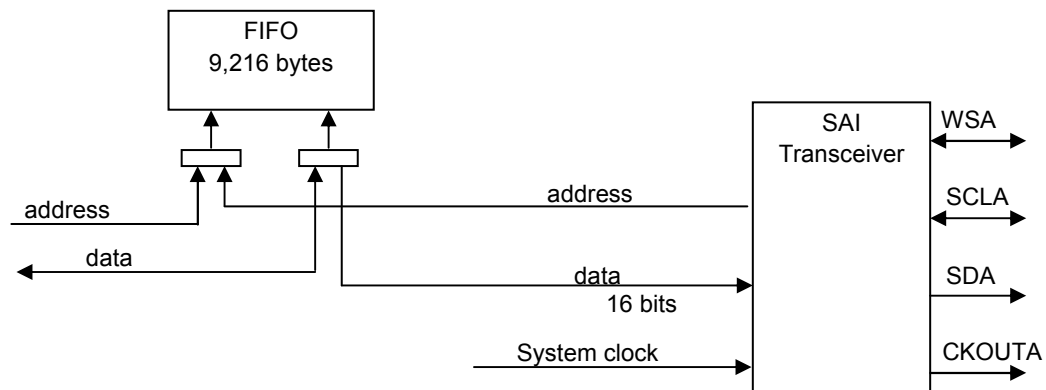 FIFO
9,216 bytes
SAI
Transceiver
WSA
address
address
SCLA
data
data
16 bits
SDA
System clock
CKOUTA